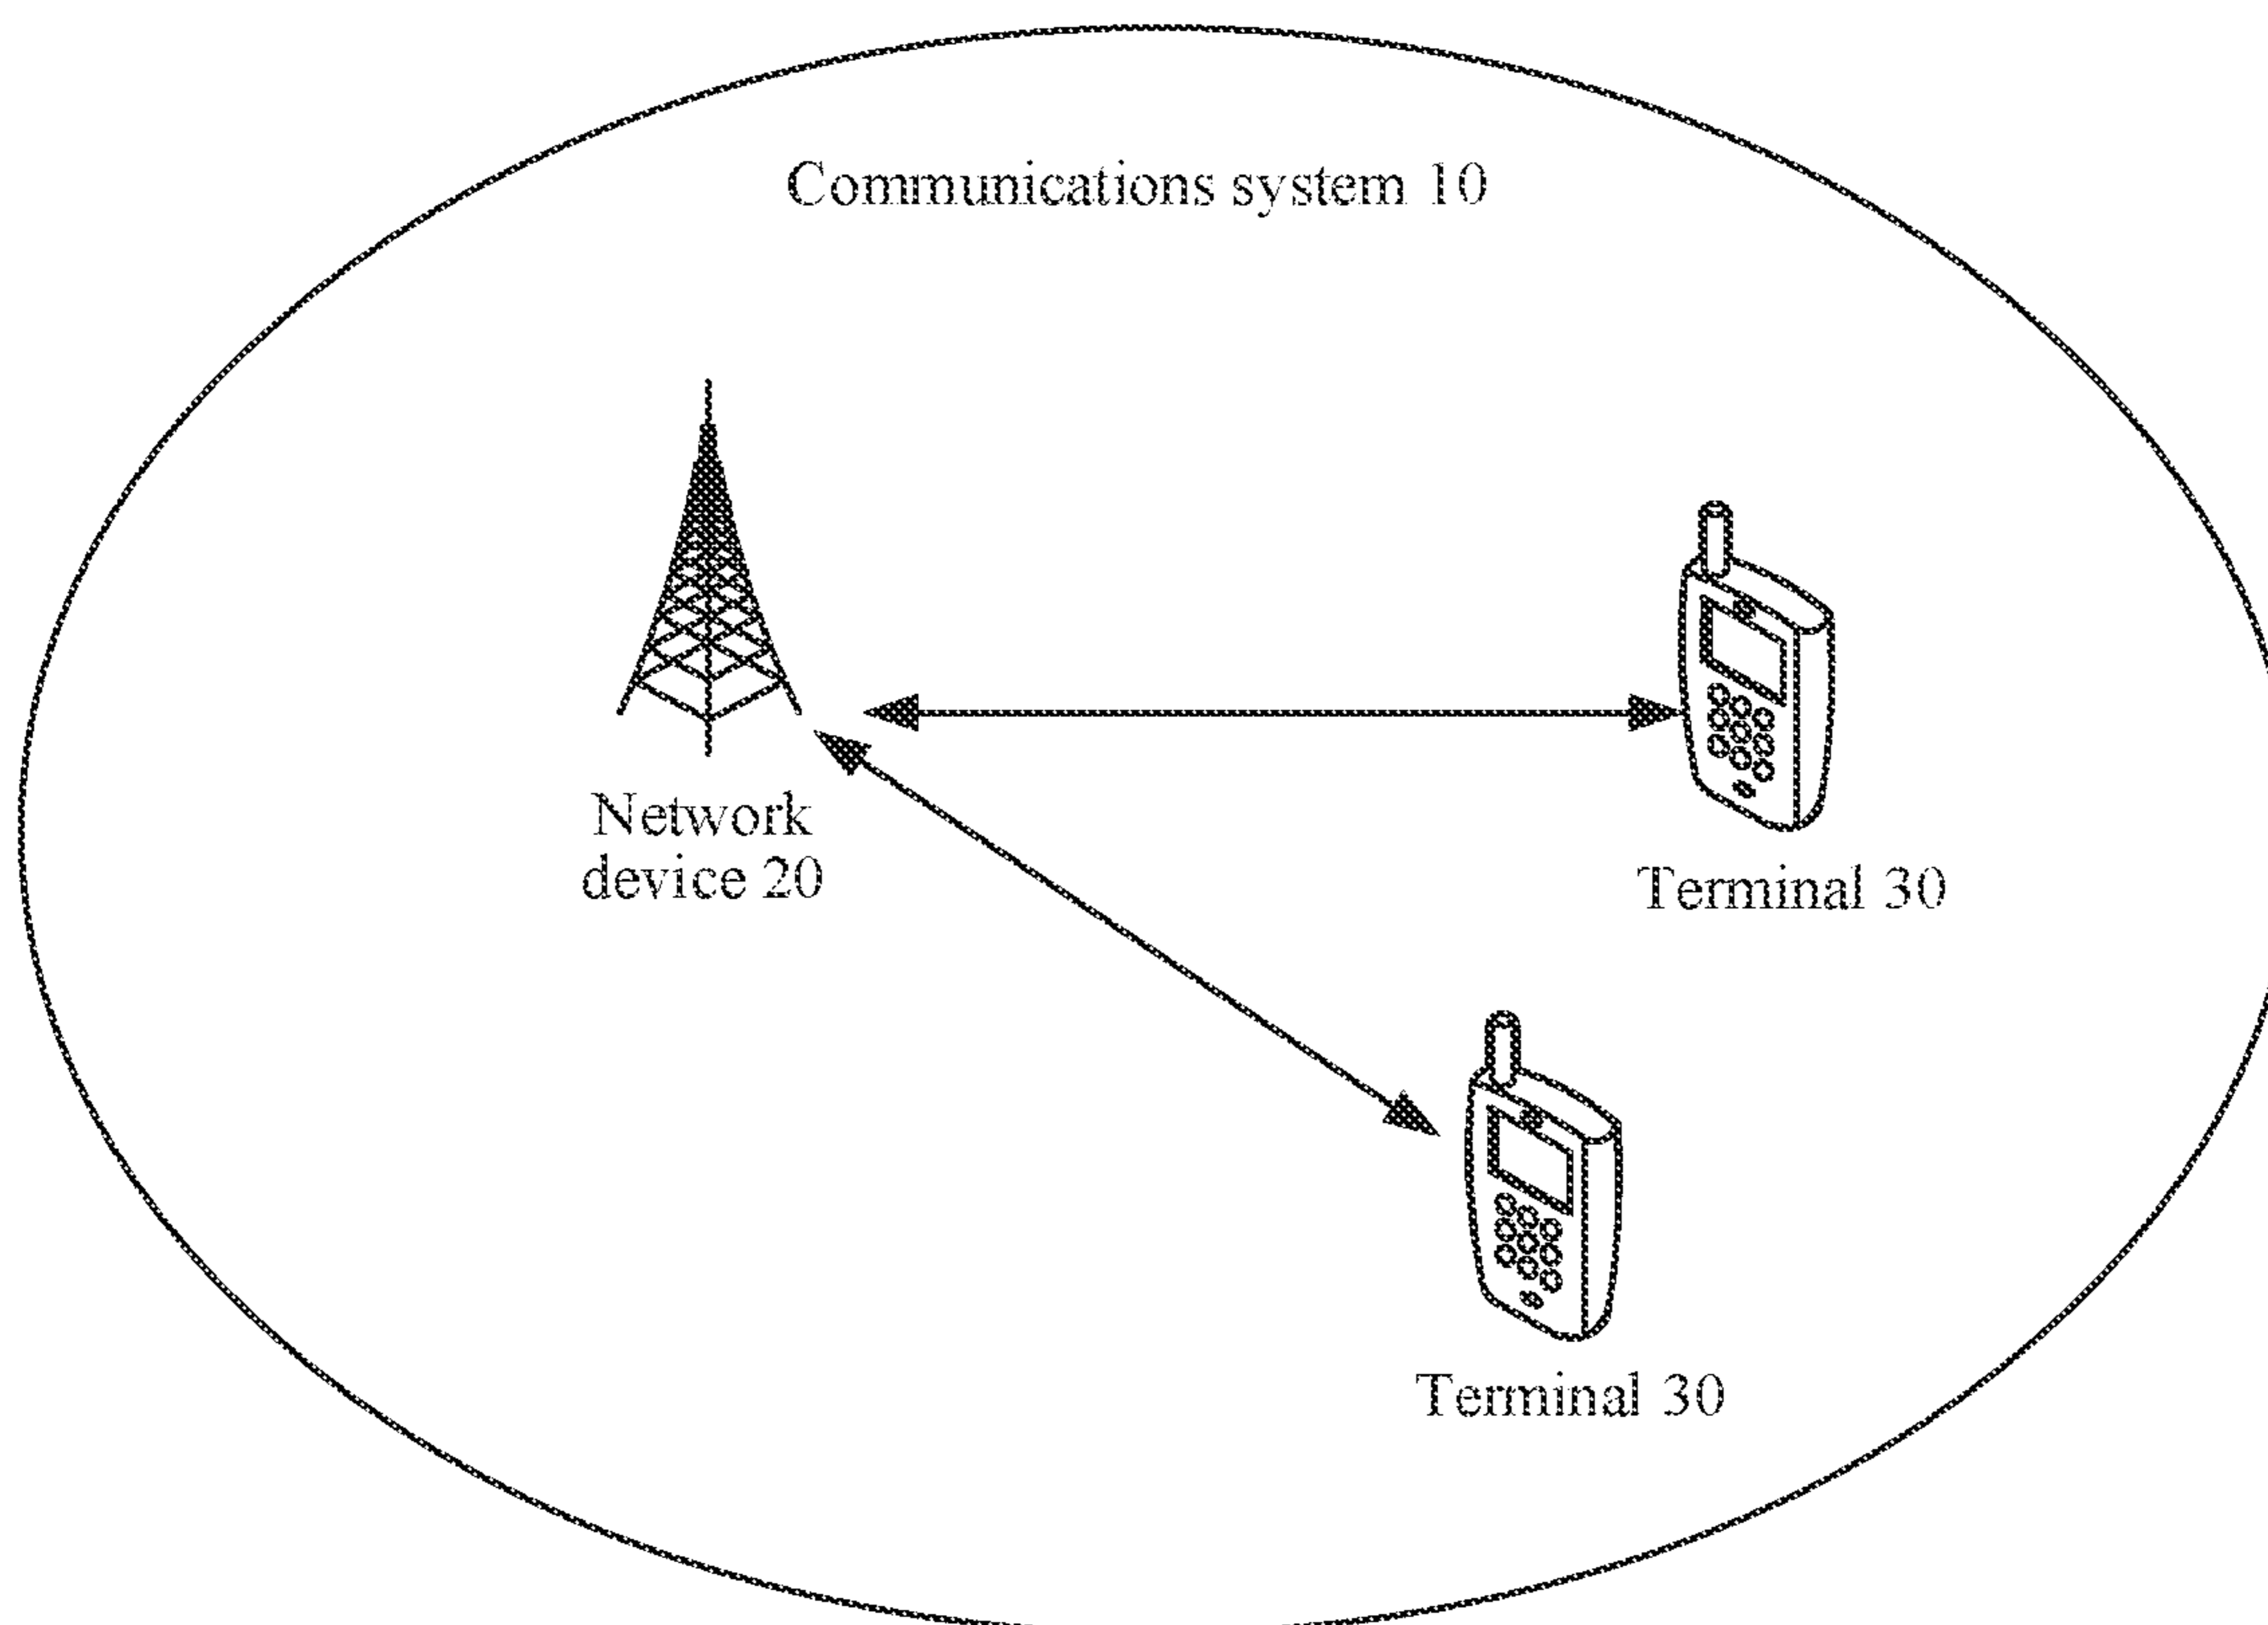 Communications system 10
Network
device 20
Terminal 30
Terminal 30